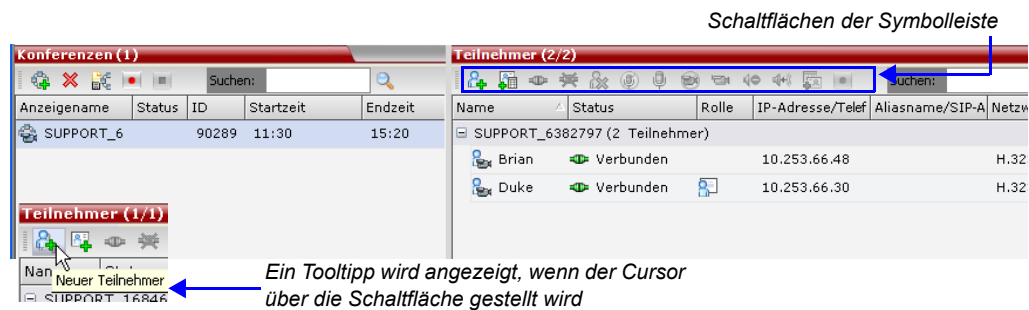 Schaltflächen der Symbolleiste
Konferenzen (1)
Suchen:
Anzeigename Status ID Startzeit Endzeit
SUPPORT_6 90289 11:30 15:20
Teilnehmer (2/2)
Suchen:
Name Status Rolle IP-Adresse/Telef Aliasname/SIP-A Netzw
SUPPORT_6382797 (2 Teilnehmer)
Brian Verbunden 10.253.66.48 H.32
Duke Verbunden 10.253.66.30 H.32
Teilnehmer (1/1)
Nan
Neuer Teilnehmer
SUPPORT_16846
Ein Tooltipp wird angezeigt, wenn der Cursor
über die Schaltfläche gestellt wird